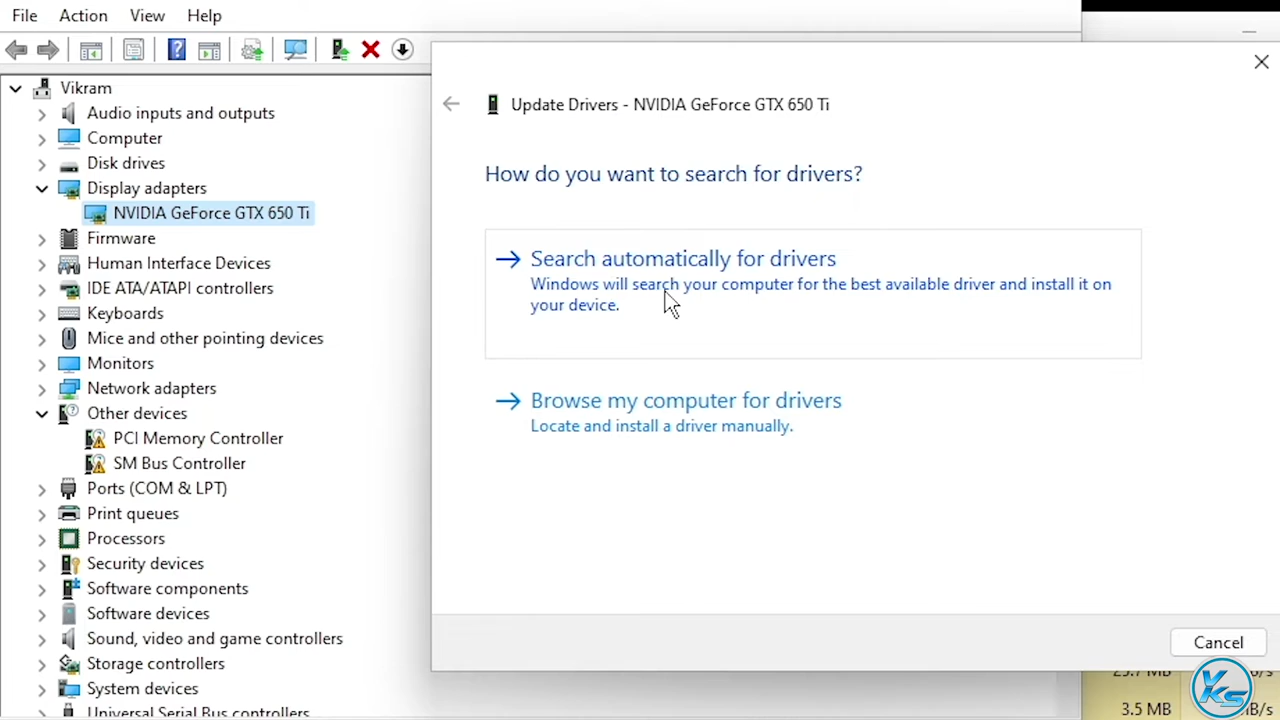 File Action View Help
Vikram
Audio inputs and outputs
Computer
Disk drives
Display adapters
NVIDIA GeForce GTX 650 Ti
Firmware
Human Interface Devices
IDE ATA/ATAPI controllers
Keyboards
Mice and other pointing devices
Monitors
Network adapters
Other devices
PCI Memory Controller
SM Bus Controller
Ports (COM & LPT)
Print queues
Processors
Security devices
Software components
Software devices
Sound, video and game controllers
Storage controllers
System devices
Universal Serial Bus controllers
Update Drivers - NVIDIA GeForce GTX 650 Ti
How do you want to search for drivers?
Search automatically for drivers
Windows will search your computer for the best available driver and install it on
your device.
Browse my computer for drivers
Locate and install a driver manually.
Cancel
3.5 MB
KS